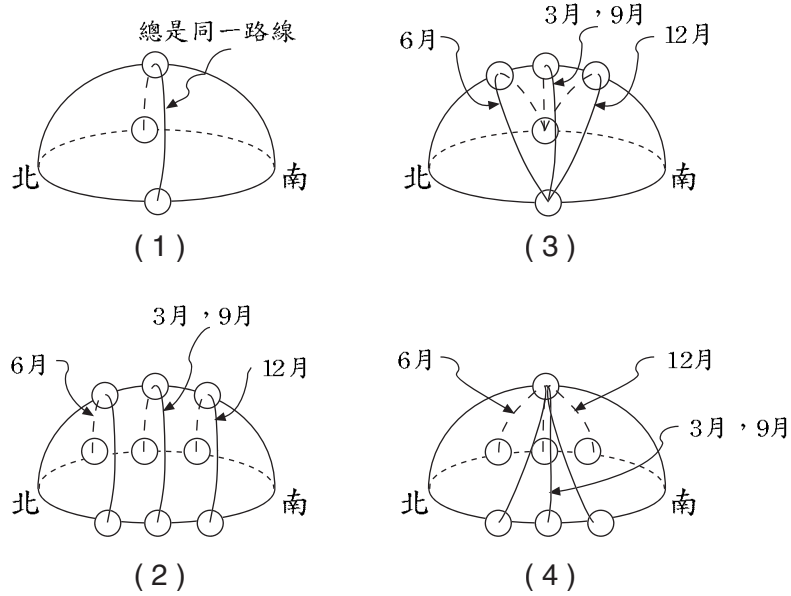 總是同一路線
北
南
( 1 )
3月,9月
6月
12月
北
南
( 3 )
3月,9月
6月
12月
北
南
( 2 )
6月
12月
3月,9月
北
南
( 4 )